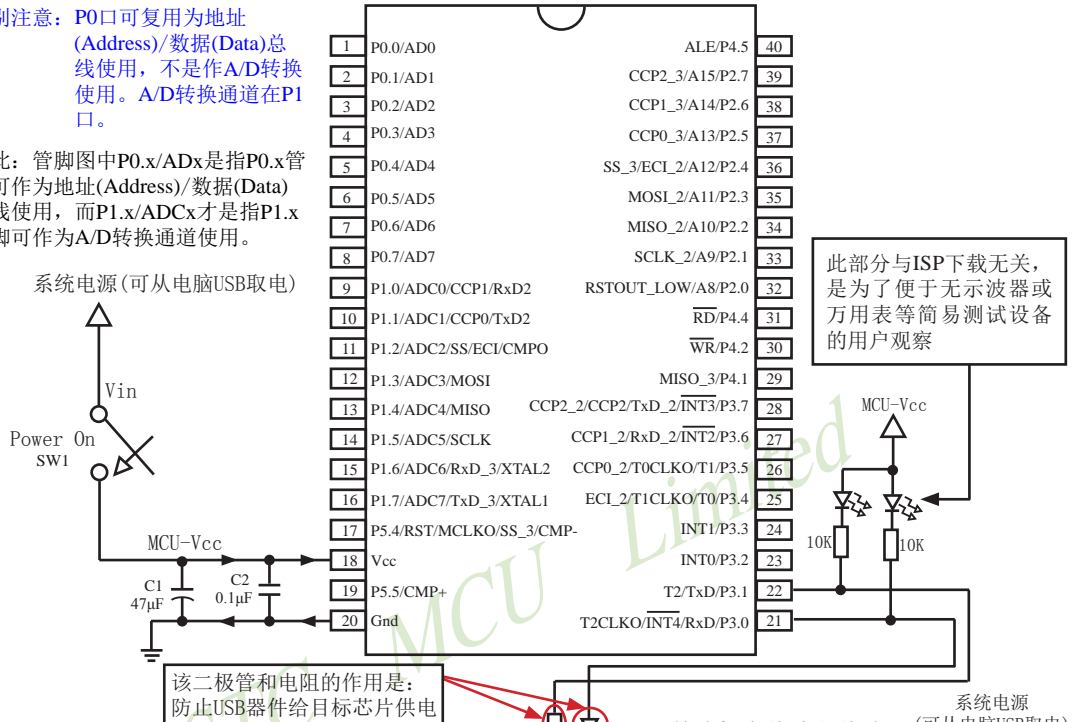 别注意：P0口可复用为地址
(Address)/数据(Data)总
线使用，不是作A/D转换
使用。A/D转换通道在P1
口。
此：管脚图中P0.x/ADx是指P0.x管
可作为地址(Address)/数据(Data)
线使用，而P1.x/ADCx才是指P1.x
脚可作为A/D转换通道使用。
系统电源(可从电脑USB取电)
Vin
Power On
SW1
MCU-Vcc
C1
47μF
C2
0.1μF
1 P0.0/AD0
2 P0.1/AD1
3 P0.2/AD2
4 P0.3/AD3
5 P0.4/AD4
6 P0.5/AD5
7 P0.6/AD6
8 P0.7/AD7
9 P1.0/ADC0/CCP1/RxD2
10 P1.1/ADC1/CCP0/TxD2
11 P1.2/ADC2/SS/ECI/CMPO
12 P1.3/ADC3/MOSI
13 P1.4/ADC4/MISO
14 P1.5/ADC5/SCLK
15 P1.6/ADC6/RxD_3/XTAL2
16 P1.7/ADC7/TxD_3/XTAL1
17 P5.4/RST/MCLKO/SS_3/CMP-
18 Vcc
19 P5.5/CMP+
20 Gnd
ALE/P4.5 40
CCP2_3/A15/P2.7 39
CCP1_3/A14/P2.6 38
CCP0_3/A13/P2.5 37
SS_3/ECI_2/A12/P2.4 36
MOSI_2/A11/P2.3 35
MISO_2/A10/P2.2 34
SCLK_2/A9/P2.1 33
RSTOUT_LOW/A8/P2.0 32
RD/P4.4 31
WR/P4.2 30
MISO_3/P4.1 29
CCP2_2/CCP2/TxD_2/INT3/P3.7 28
CCP1_2/RxD_2/INT2/P3.6 27
CCP0_2/T0CLKO/T1/P3.5 26
ECI_2/T1CLKO/T0/P3.4 25
INT1/P3.3 24
INT0/P3.2 23
T2/TxD/P3.1 22
T2CLKO/INT4/RxD/P3.0 21
此部分与ISP下载无关，
是为了便于无示波器或
万用表等简易测试设备
的用户观察
MCU-Vcc
10K
10K
该二极管和电阻的作用是：
防止USB器件给目标芯片供电
系统电源
(可从电脑USB取电)
STC MCU Limited